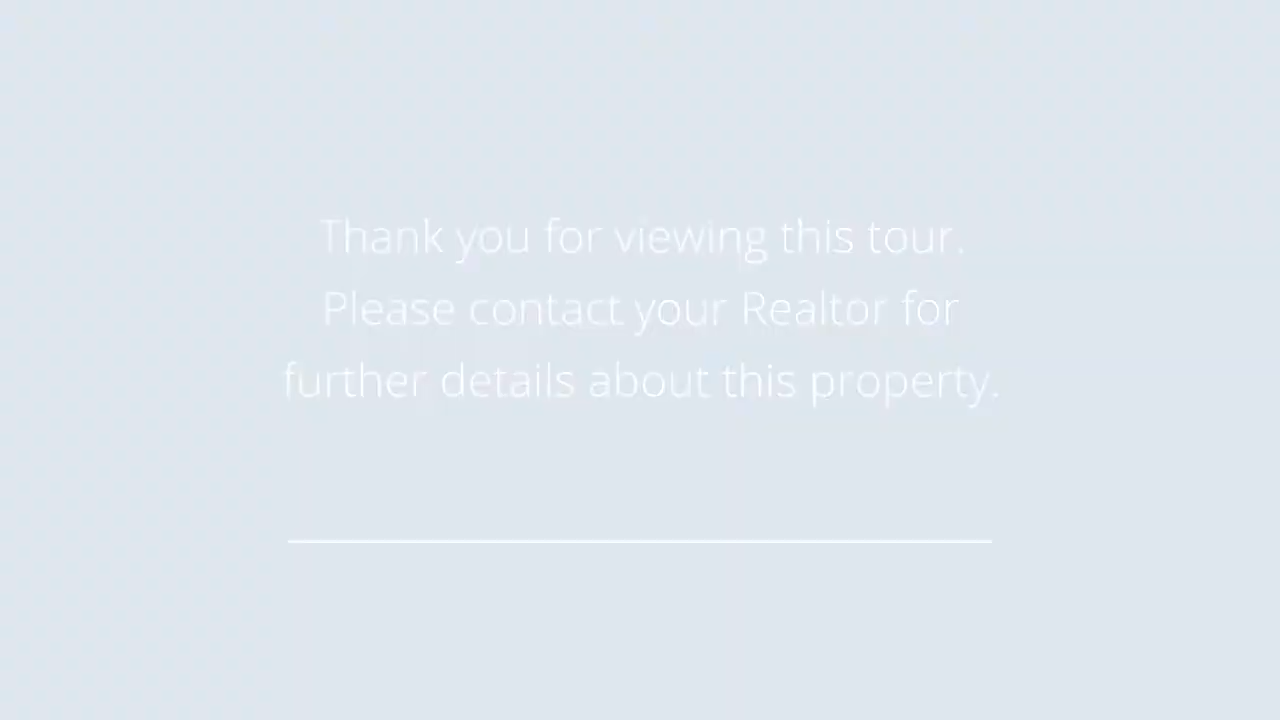 Thank you for viewing this tour.
Please contact your Realtor for
further details about this property.